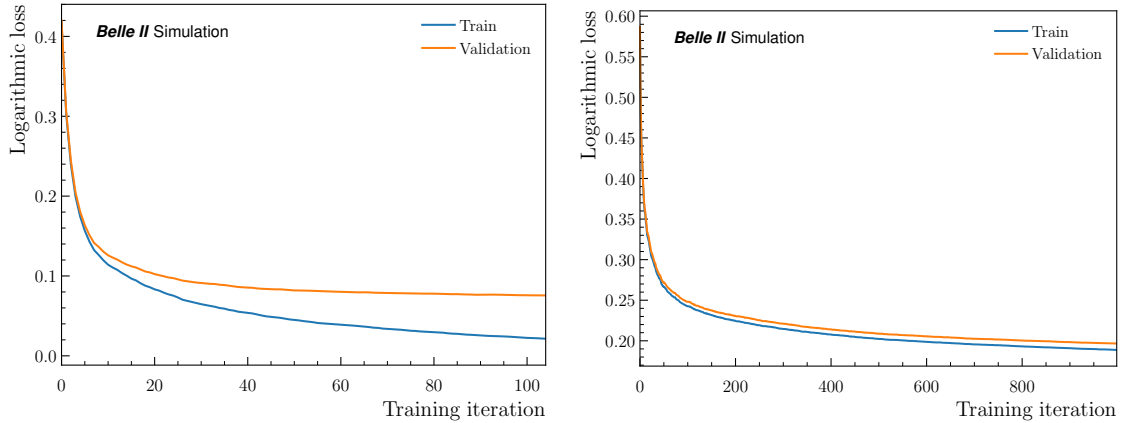 Logarithmic loss
Belle II Simulation
Train
Validation
0.4
0.3
0.2
0.1
0.0
0
20
40
60
80
100
Training iteration
Logarithmic loss
Belle II Simulation
Train
Validation
0.60
0.55
0.50
0.45
0.40
0.35
0.30
0.25
0.20
0
200
400
600
800
Training iteration